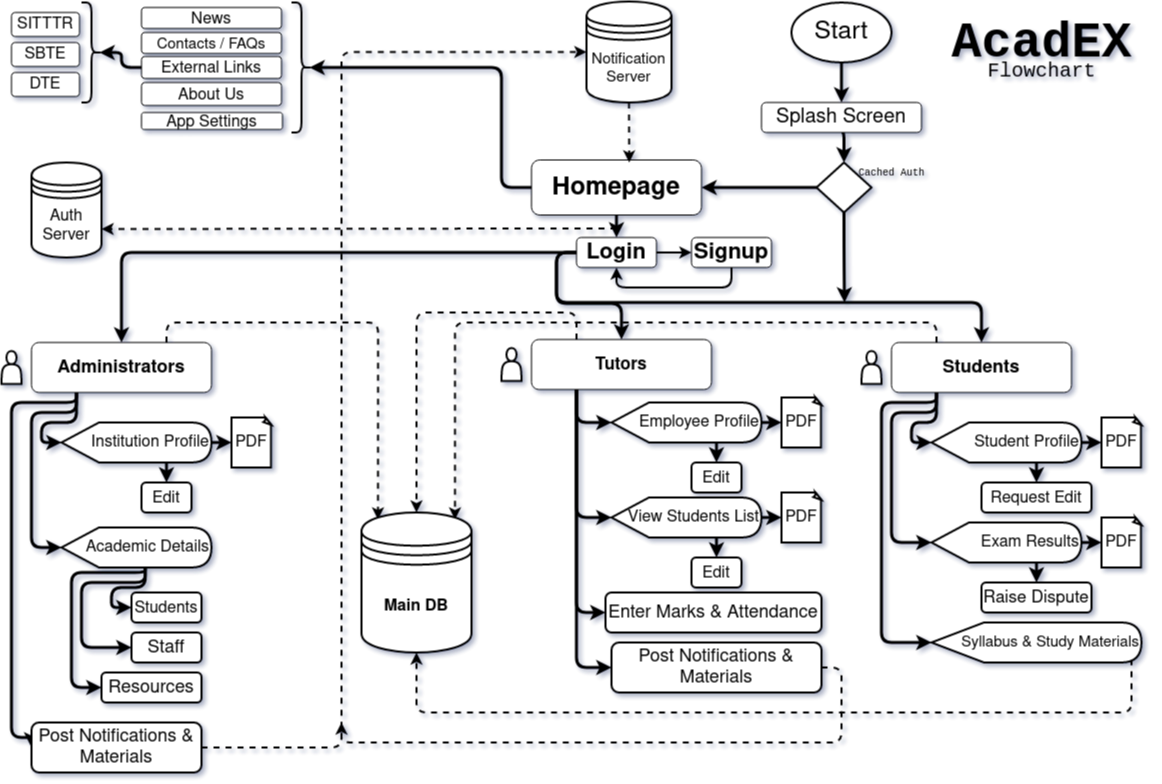 SITTTR
SBTE
DTE
News
Contacts / FAQs
External Links
About Us
App Settings
Notification
Server
Start
AcadEX
Flowchart
Splash Screen
Cached Auth
Homepage
Auth
Server
Login
Signup
Administrators
Tutors
Students
Institution Profile
PDF
Edit
Academic Details
Students
Staff
Resources
Post Notifications &
Materials
Main DB
Employee Profile
PDF
Edit
View Students List
PDF
Edit
Enter Marks & Attendance
Post Notifications &
Materials
Student Profile
PDF
Request Edit
Exam Results
PDF
Raise Dispute
Syllabus & Study Materials